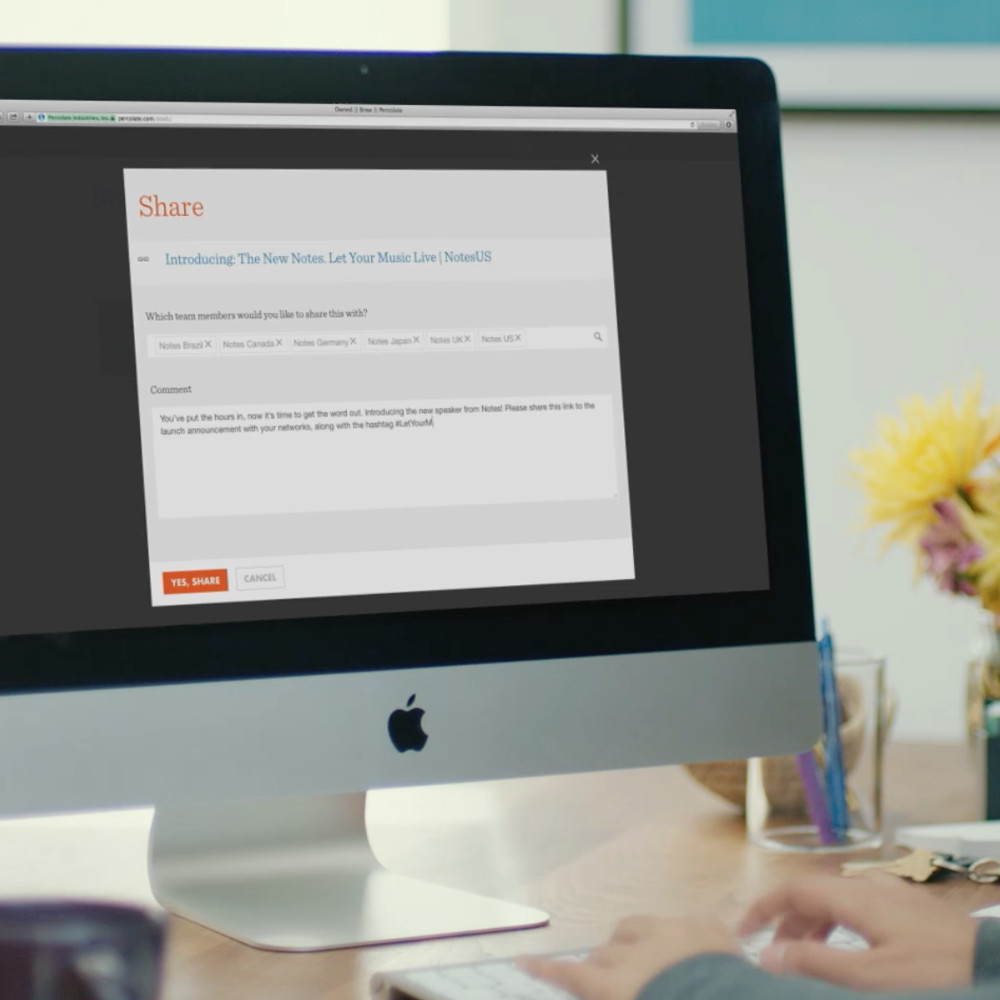 Owned || Brew || Percolate
Percolate Industries, Inc. percolate.com
X
Share
Introducing: The New Notes. Let Your Music Live | NotesUS
Which team members would you like to share this with?
Notes Brazil X Notes Canada X Notes Germany X Notes Japan X Notes UK X Notes US X
Comment
You've put the hours in, now it's time to get the word out. Introducing the new speaker from Notes! Please share this link to the
launch announcement with your networks, along with the hashtag #LetYourM
YES, SHARE CANCEL